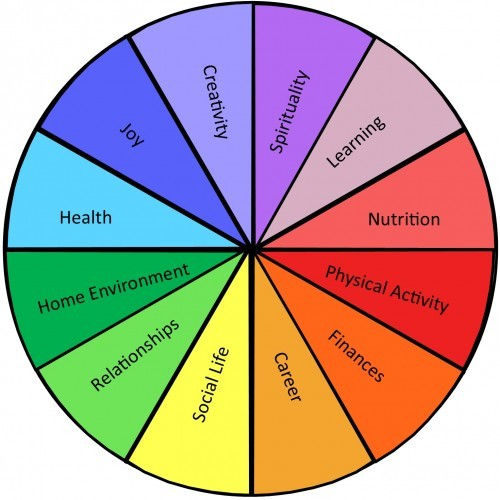 Spirituality
Learning
Nutrition
Physical Activity
Finances
Career
Social Life
Relationships
Home Environment
Health
Joy
Creativity